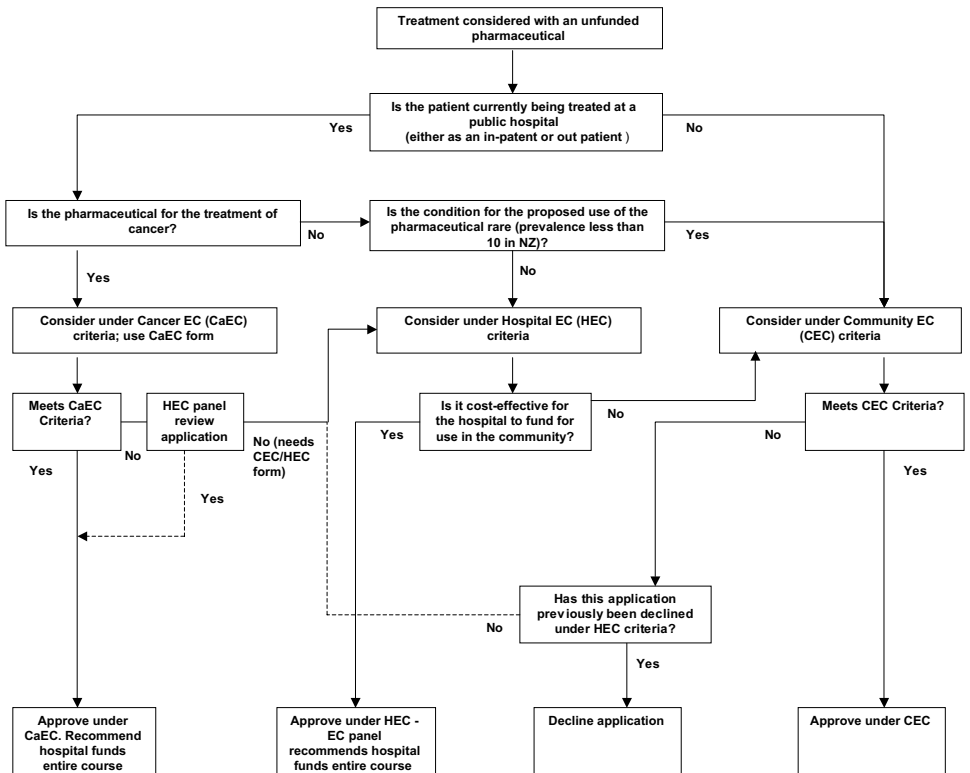 Treatment considered with an unfunded
pharmaceutical
Is the patient currently being treated at a
public hospital
(either as an in-patent or out patient )
Yes
No
Is the pharmaceutical for the treatment of
cancer?
No
Is the condition for the proposed use of the
pharmaceutical rare (prevalence less than
10 in NZ)?
Yes
Yes
No
Consider under Cancer EC (CaEC)
criteria; use CaEC form
Consider under Hospital EC (HEC)
criteria
Consider under Community EC
(CEC) criteria
Meets CaEC
Criteria?
No
HEC panel
review
application
No (needs
CEC/HEC
form)
Yes
Is it cost-effective for
the hospital to fund for
use in the community?
No
Meets CEC Criteria?
No
Yes
Yes
Yes
Has this application
previously been declined
under HEC criteria?
No
Yes
Approve under
CaEC. Recommend
hospital funds
entire course
Approve under HEC -
EC panel
recommends hospital
funds entire course
Decline application
Approve under CEC